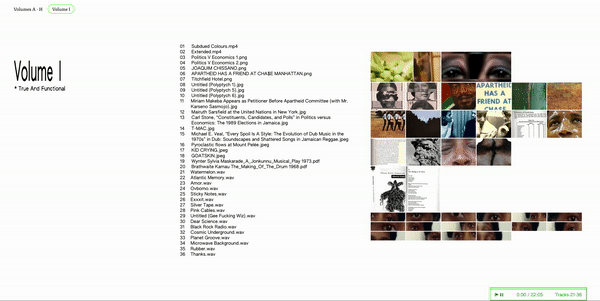 Volumes A - H
Volume I
Volume I
* True And Functional
01 Subdued Colours.mp4
02 Extended.mp4
03 Politics V Economics 1.png
04 Politics V Economics 2.png
05 JOAQUIM CHISSANO.png
06 APARTHEID HAS A FRIEND AT CHA$E MANHATTAN.png
07 Titchfield Hotel.png
08 Untitled (Polyptych 1).jpg
09 Untitled (Polyptych 5).jpg
10 Untitled (Polyptych 6).jpg
11 Miriam Makeba Appears as Petitioner Before Apartheid Committee (with Mr.
Karseno Sasmojo).jpg
12 Mairuth Sarsfield at the United Nations in New York.jpg
13 Carl Stone, "Constituents, Candidates, and Polls" in Politics versus
Economics: The 1989 Elections in Jamaica.jpg
14 T-MAC.jpg
15 Michael E. Veal, "Every Spoil Is A Style: The Evolution of Dub Music in the
1970s" in Dub: Soundscapes and Shattered Songs in Jamaican Reggae.jpg
16 Pyroclastic flows at Mount Pelée.jpeg
17 KID CRYING.jpeg
18 GOATSKIN.jpeg
19 Wynter Sylvia Maskarade_A_Jonkunnu_Musical_Play 1973.pdf
20 Brathwaite Kamau The_Making_Of_The_Drum 1968.pdf
21 Watermelon.wav
22 Atlantic Memory.wav
23 Amor.wav
24 Ovbomo.wav
25 Sticky Notes.wav
26 Exxxit.wav
27 Silver Tape.wav
28 Pink Cables.wav
29 Untitled (Gee Fucking Wiz).wav
30 Dear Science.wav
31 Black Rock Radio.wav
32 Cosmic Underground.wav
33 Planet Groove.wav
34 Microwave Background.wav
35 Rubber.wav
36 Thanks.wav
APARTHEID
HAS A
FRIEND AT
CHA$E
0:00 / 22:05
Tracks 21-36